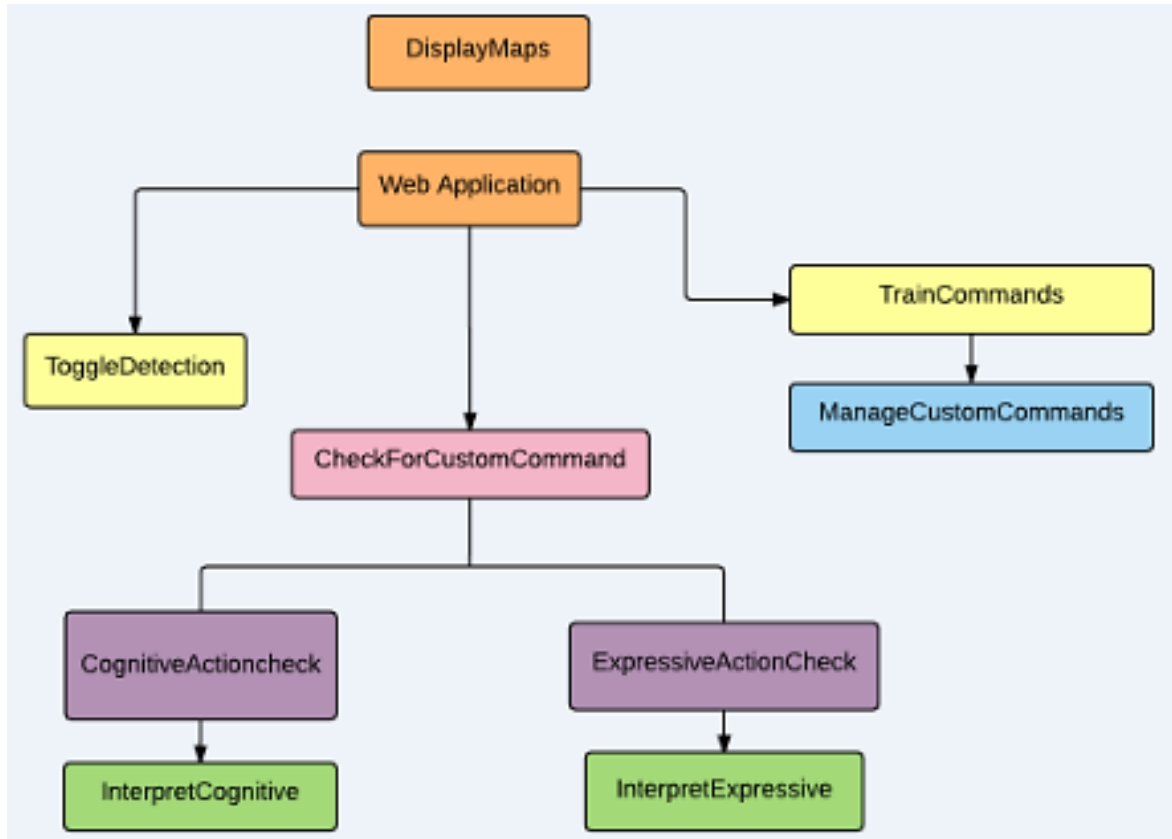 DisplayMaps
Web Application
TrainCommands
ToggleDetection
ManageCustomCommands
CheckForCustomCommand
CognitiveActioncheck
ExpressiveActionCheck
InterpretCognitive
InterpretExpressive